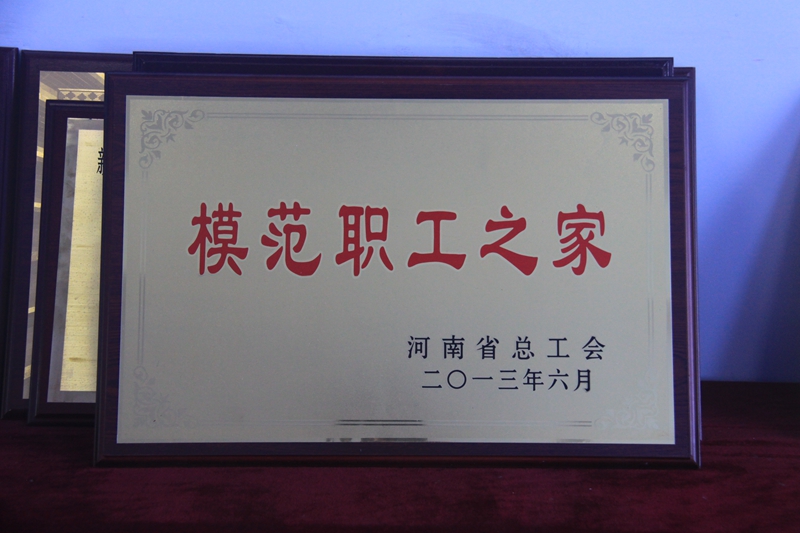 模范职工之家
河南省总工会
二〇一三年六月